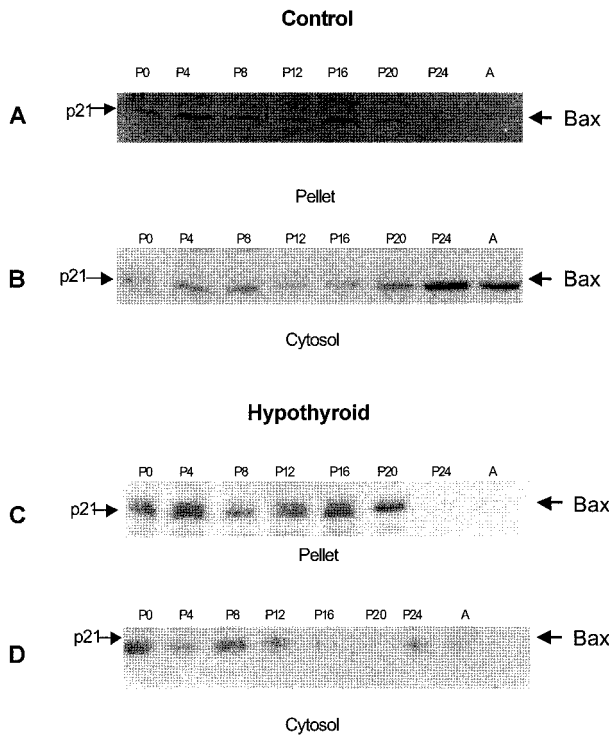 Control
P0 P4 P8 P12 P16 P20 P24 A
A p21 Bax
Pellet
P0 P4 P8 P12 P16 P20 P24 A
B p21 Bax
Cytosol
Hypothyroid
P0 P4 P8 P12 P16 P20 P24 A
C p21 Bax
Pellet
P0 P4 P8 P12 P16 P20 P24 A
D p21 Bax
Cytosol